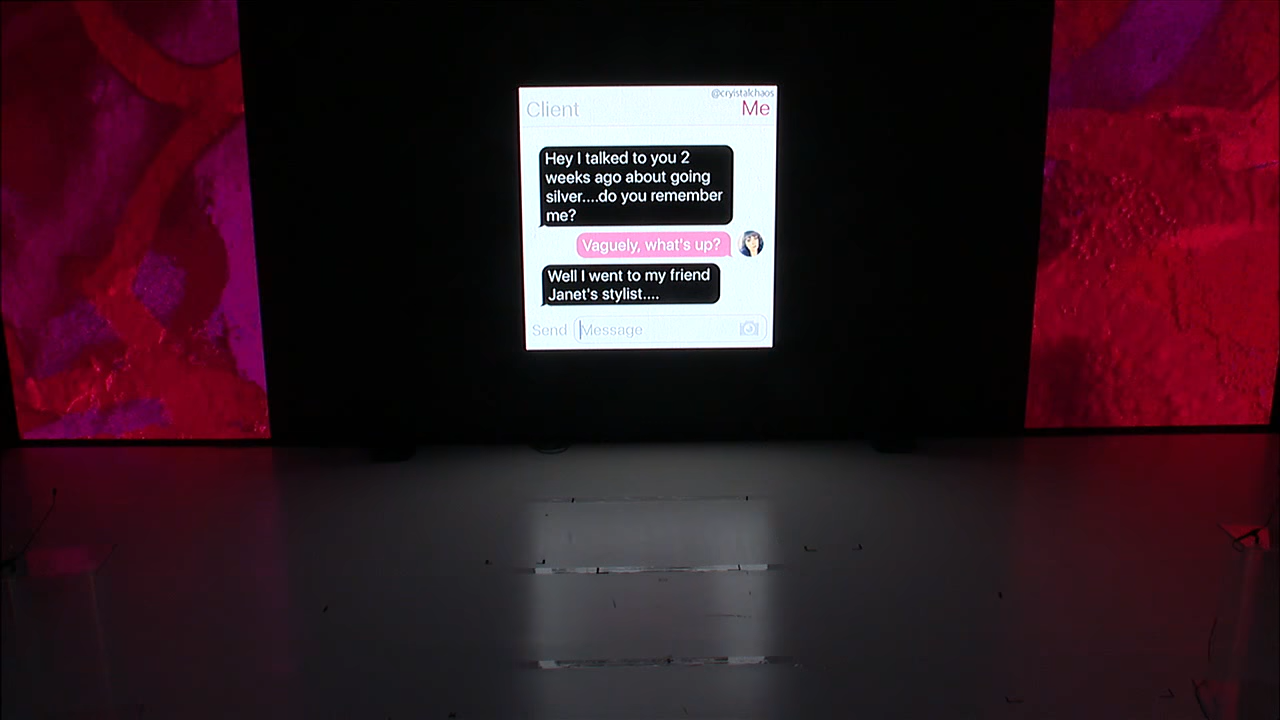 @cryistalchaos
Client
Me
Hey I talked to you 2
weeks ago about going
silver....do you remember
me?
Vaguely, what's up?
Well I went to my friend
Janet's stylist....
Send
Message